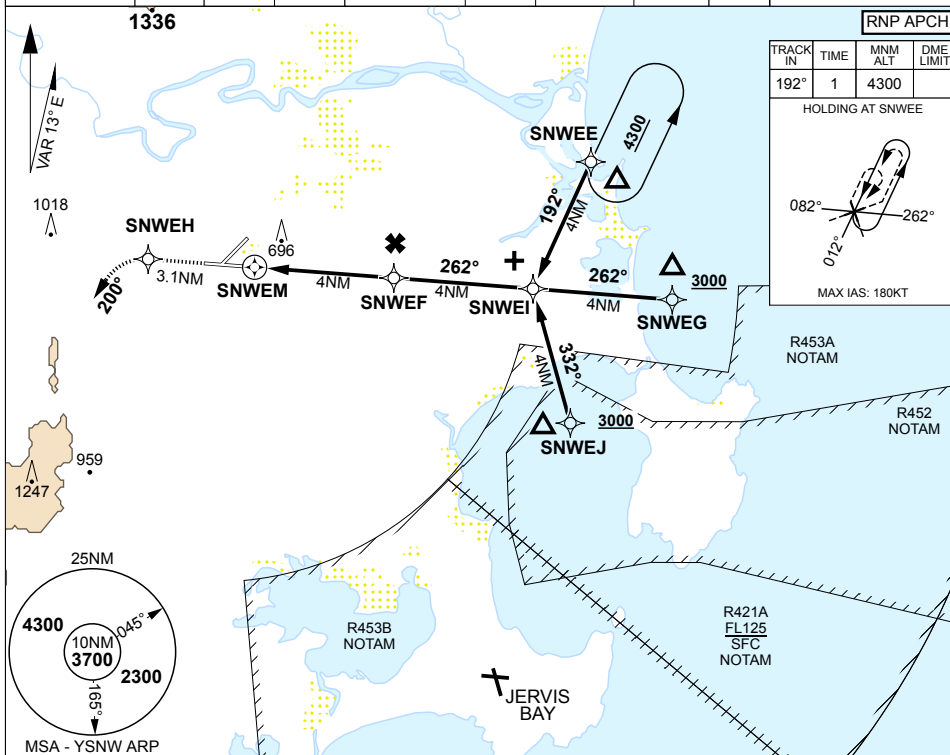 1336
RNP APCH
TRACK IN TIME MNM ALT DME LIMIT
192° 1 4300
HOLDING AT SNWEE
082°
262°
012°
MAX IAS: 180KT
VAR 13° E
SNWEE
4300
192°
4NM
1018
SNWEH
696
3.1NM
200°
SNWEM
4NM
SNWEF
262°
4NM
SNWEI
262°
4NM
3000
SNWEG
332°
4NM
3000
SNWEJ
R453A
NOTAM
R452
NOTAM
959
1247
25NM
4300
10NM
3700
045°
2300
165°
MSA - YSNW ARP
R453B
NOTAM
R421A
FL125
SFC
NOTAM
JERVIS
BAY